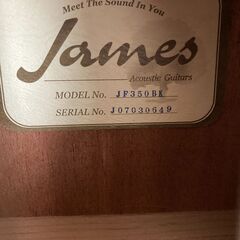 Meet The Sound In You
James
Acoustic Guitars
MODEL No. JF350BK
SERIAL No. J07030649